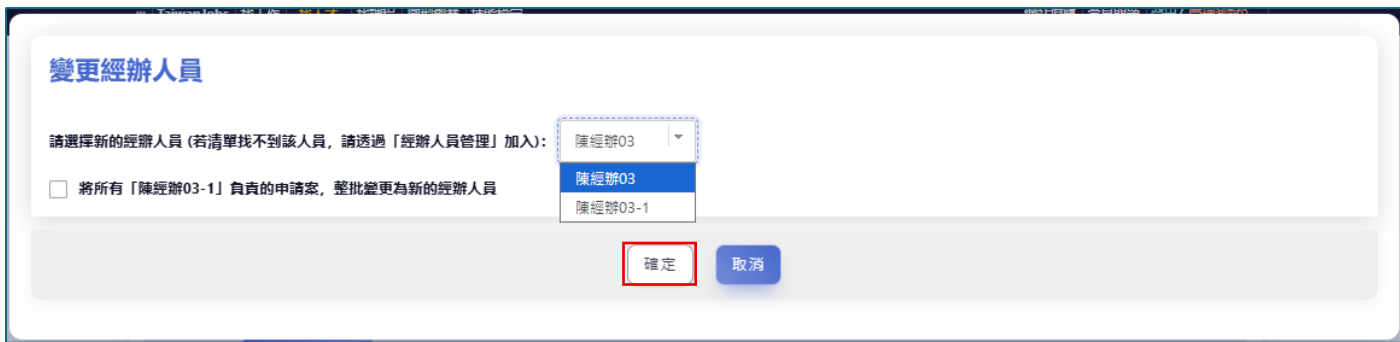 變更經辦人員
請選擇新的經辦人員 (若清單找不到該人員，請透過「經辦人員管理」加入)：
陳經辦03
陳經辦03
陳經辦03-1
將所有「陳經辦03-1」負責的申請案，整批變更為新的經辦人員
確定
取消